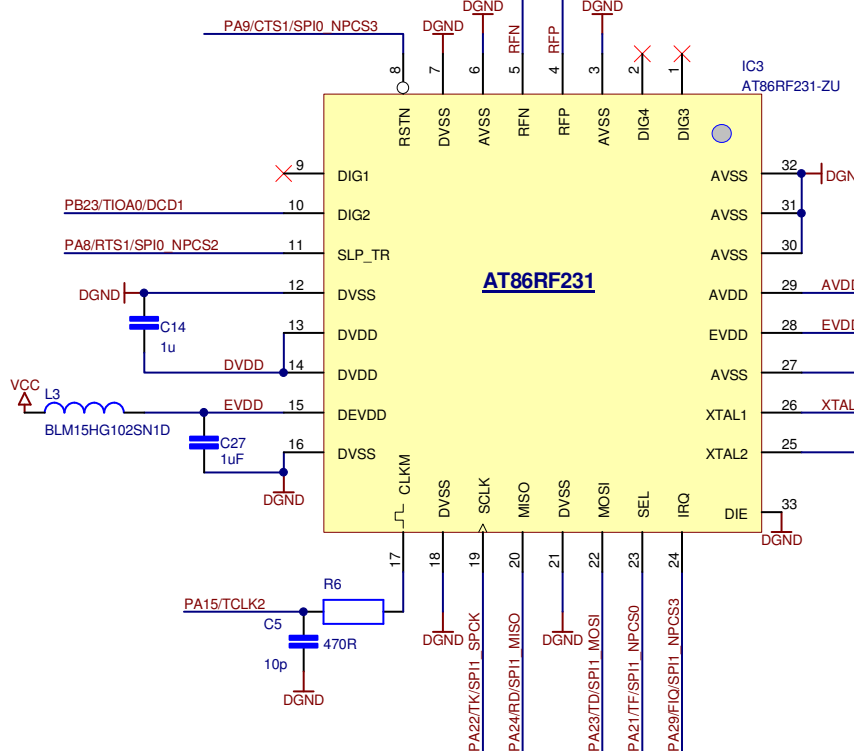 DGND
DGND
PA9/CTS1/SPI0_NPCS3
DGND
RFN
RFP
IC3
AT86RF231-ZU
8
7
6
5
4
3
2
1
RSTN
DVSS
AVSS
RFN
RFP
AVSS
DIG4
DIG3
9
DIG1
AVSS
32
DGN
PB23/TIOA0/DCD1
10
DIG2
AVSS
31
PA8/RTS1/SPI0_NPCS2
11
SLP_TR
AVSS
30
AT86RF231
DGND
12
DVSS
AVDD
29
AVDD
C14
1u
13
DVDD
EVDD
28
EVDD
DVDD
14
DVDD
AVSS
27
VCC
L3
BLM15HG102SN1D
EVDD
15
DEVDD
XTAL1
26
XTAL
C27
1uF
16
DVSS
XTAL2
25
DGND
CLKM
DVSS
SCLK
MISO
DVSS
MOSI
SEL
IRQ
DIE
33
DGND
17
18
19
20
21
22
23
24
PA15/TCLK2
R6
470R
C5
10p
DGND
DGND
PA22/TK/SPI1_SPCK
PA24/RD/SPI1_MISO
DGND
PA23/TD/SPI1_MOSI
PA21/TF/SPI1_NPCS0
PA29/FIQ/SPI1_NPCS3